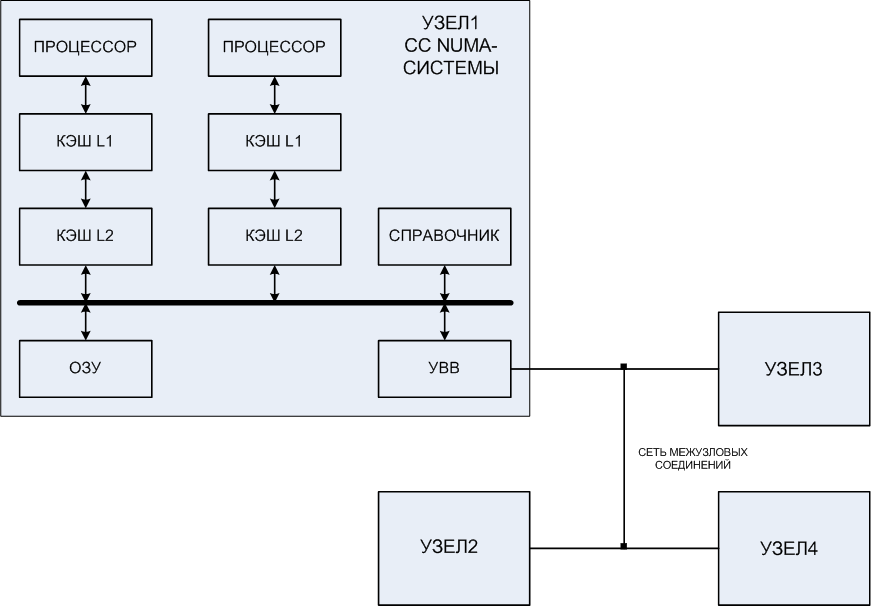 УЗЕЛ1
CC NUMA-
СИСТЕМЫ
ПРОЦЕССОР
ПРОЦЕССОР
КЭШ L1
КЭШ L1
КЭШ L2
КЭШ L2
СПРАВОЧНИК
ОЗУ
УВВ
УЗЕЛ3
СЕТЬ МЕЖУЗЛОВЫХ
СОЕДИНЕНИЙ
УЗЕЛ2
УЗЕЛ4